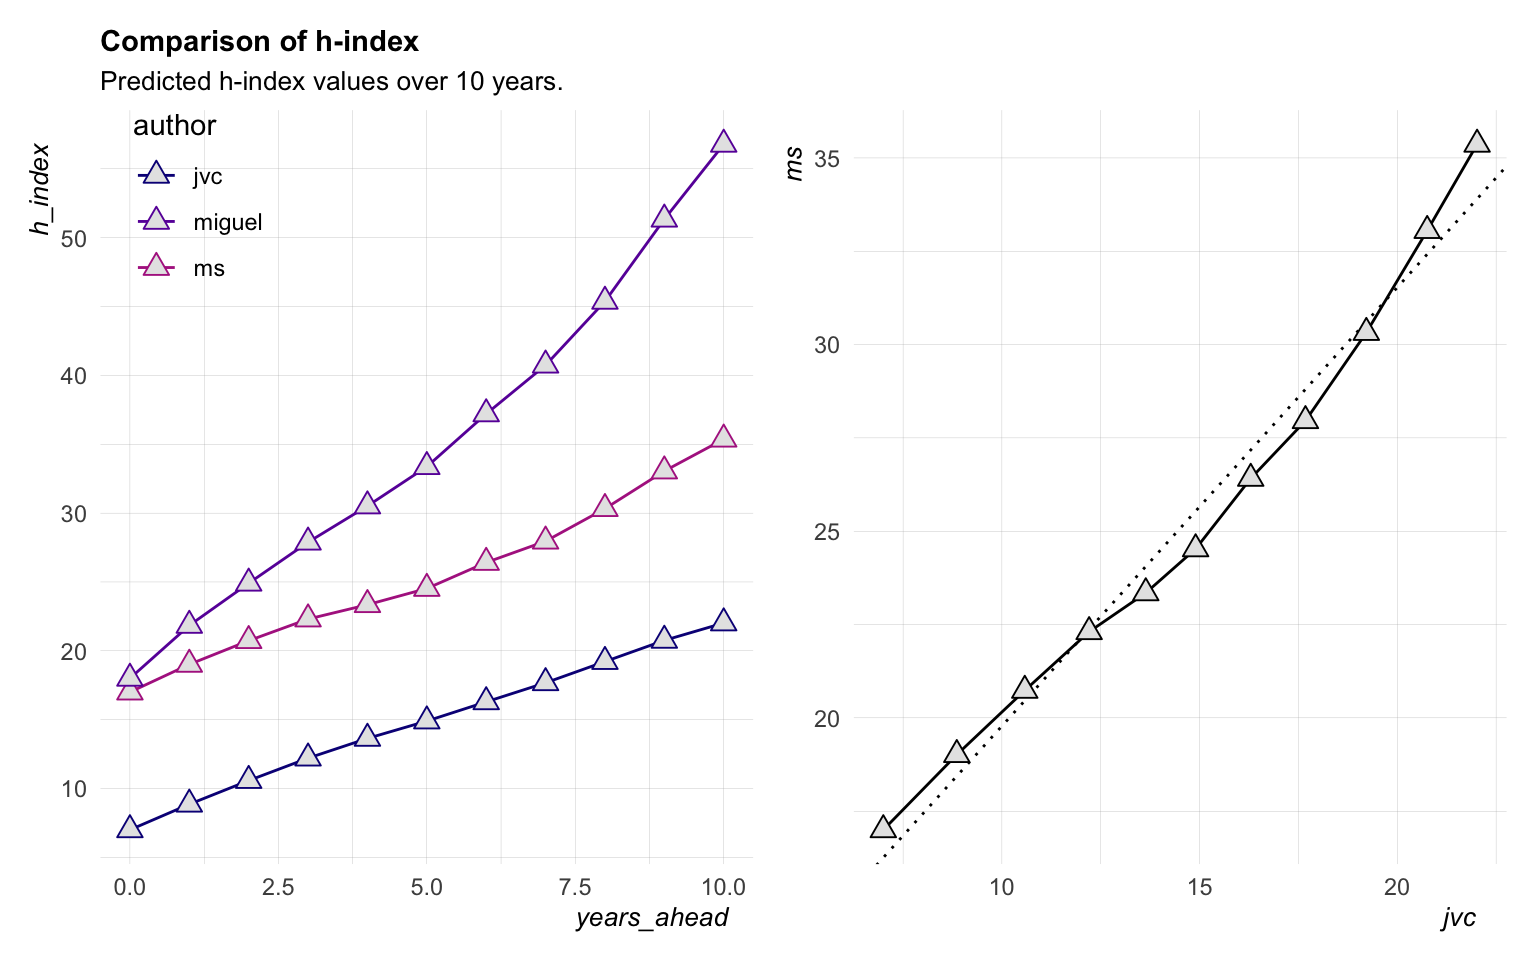 Comparison of h-index
Predicted h-index values over 10 years.
author
jvc
miguel
ms
h_index
50
40
30
20
10
0.0 2.5 5.0 7.5 10.0
years_ahead
ms
35
30
25
20
10 15 20
jvc